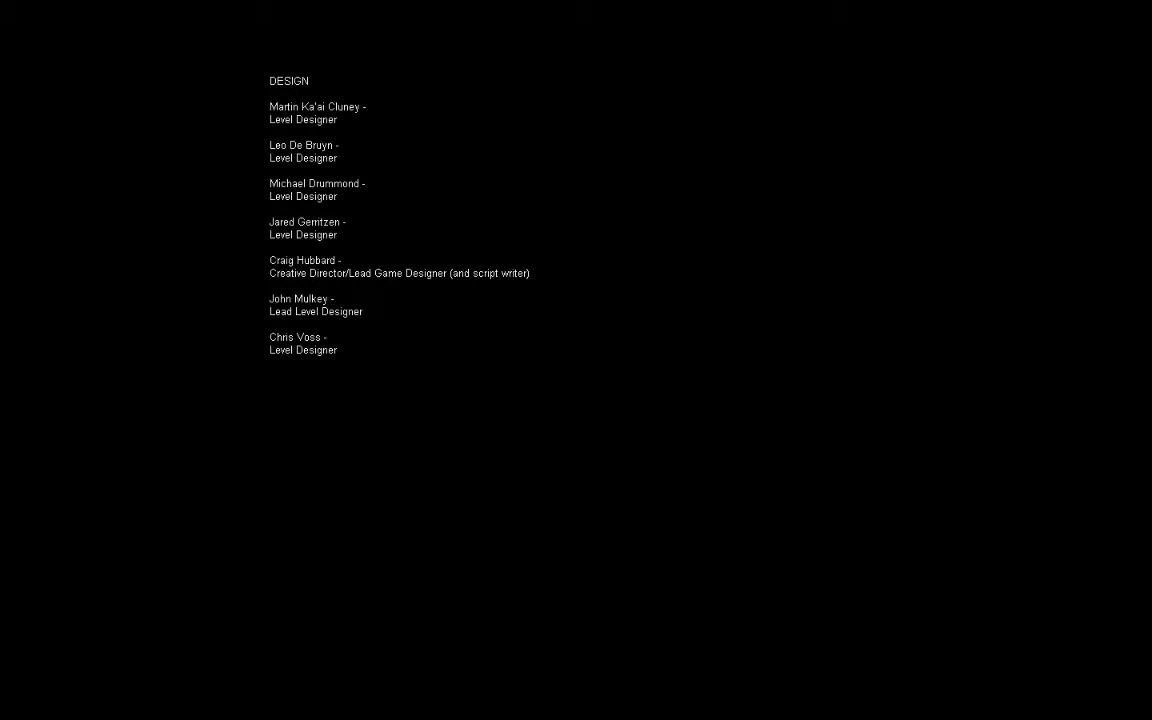 DESIGN
Martin Ka'ai Cluney -
Level Designer
Leo De Bruyn -
Level Designer
Michael Drummond -
Level Designer
Jared Gerritzen -
Level Designer
Craig Hubbard -
Creative Director/Lead Game Designer (and script writer)
John Mulkey -
Lead Level Designer
Chris Voss -
Level Designer